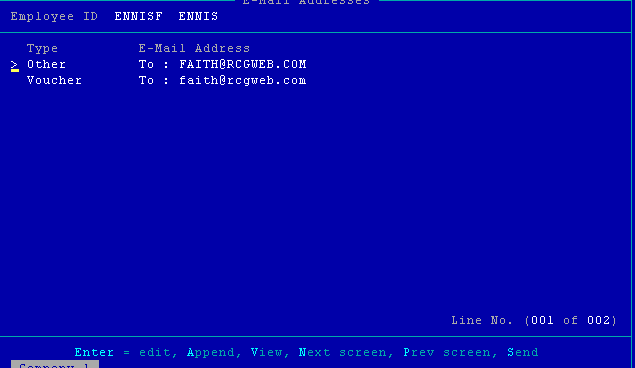 E-Mail Addresses
Employee ID ENNISF ENNIS
Type E-Mail Address
> Other To : FAITH@RCGWEB.COM
Voucher To : faith@rcgweb.com
Line No. (001 of 002)
Enter = edit, Append, View, Next screen, Prev screen, Send
Company 1